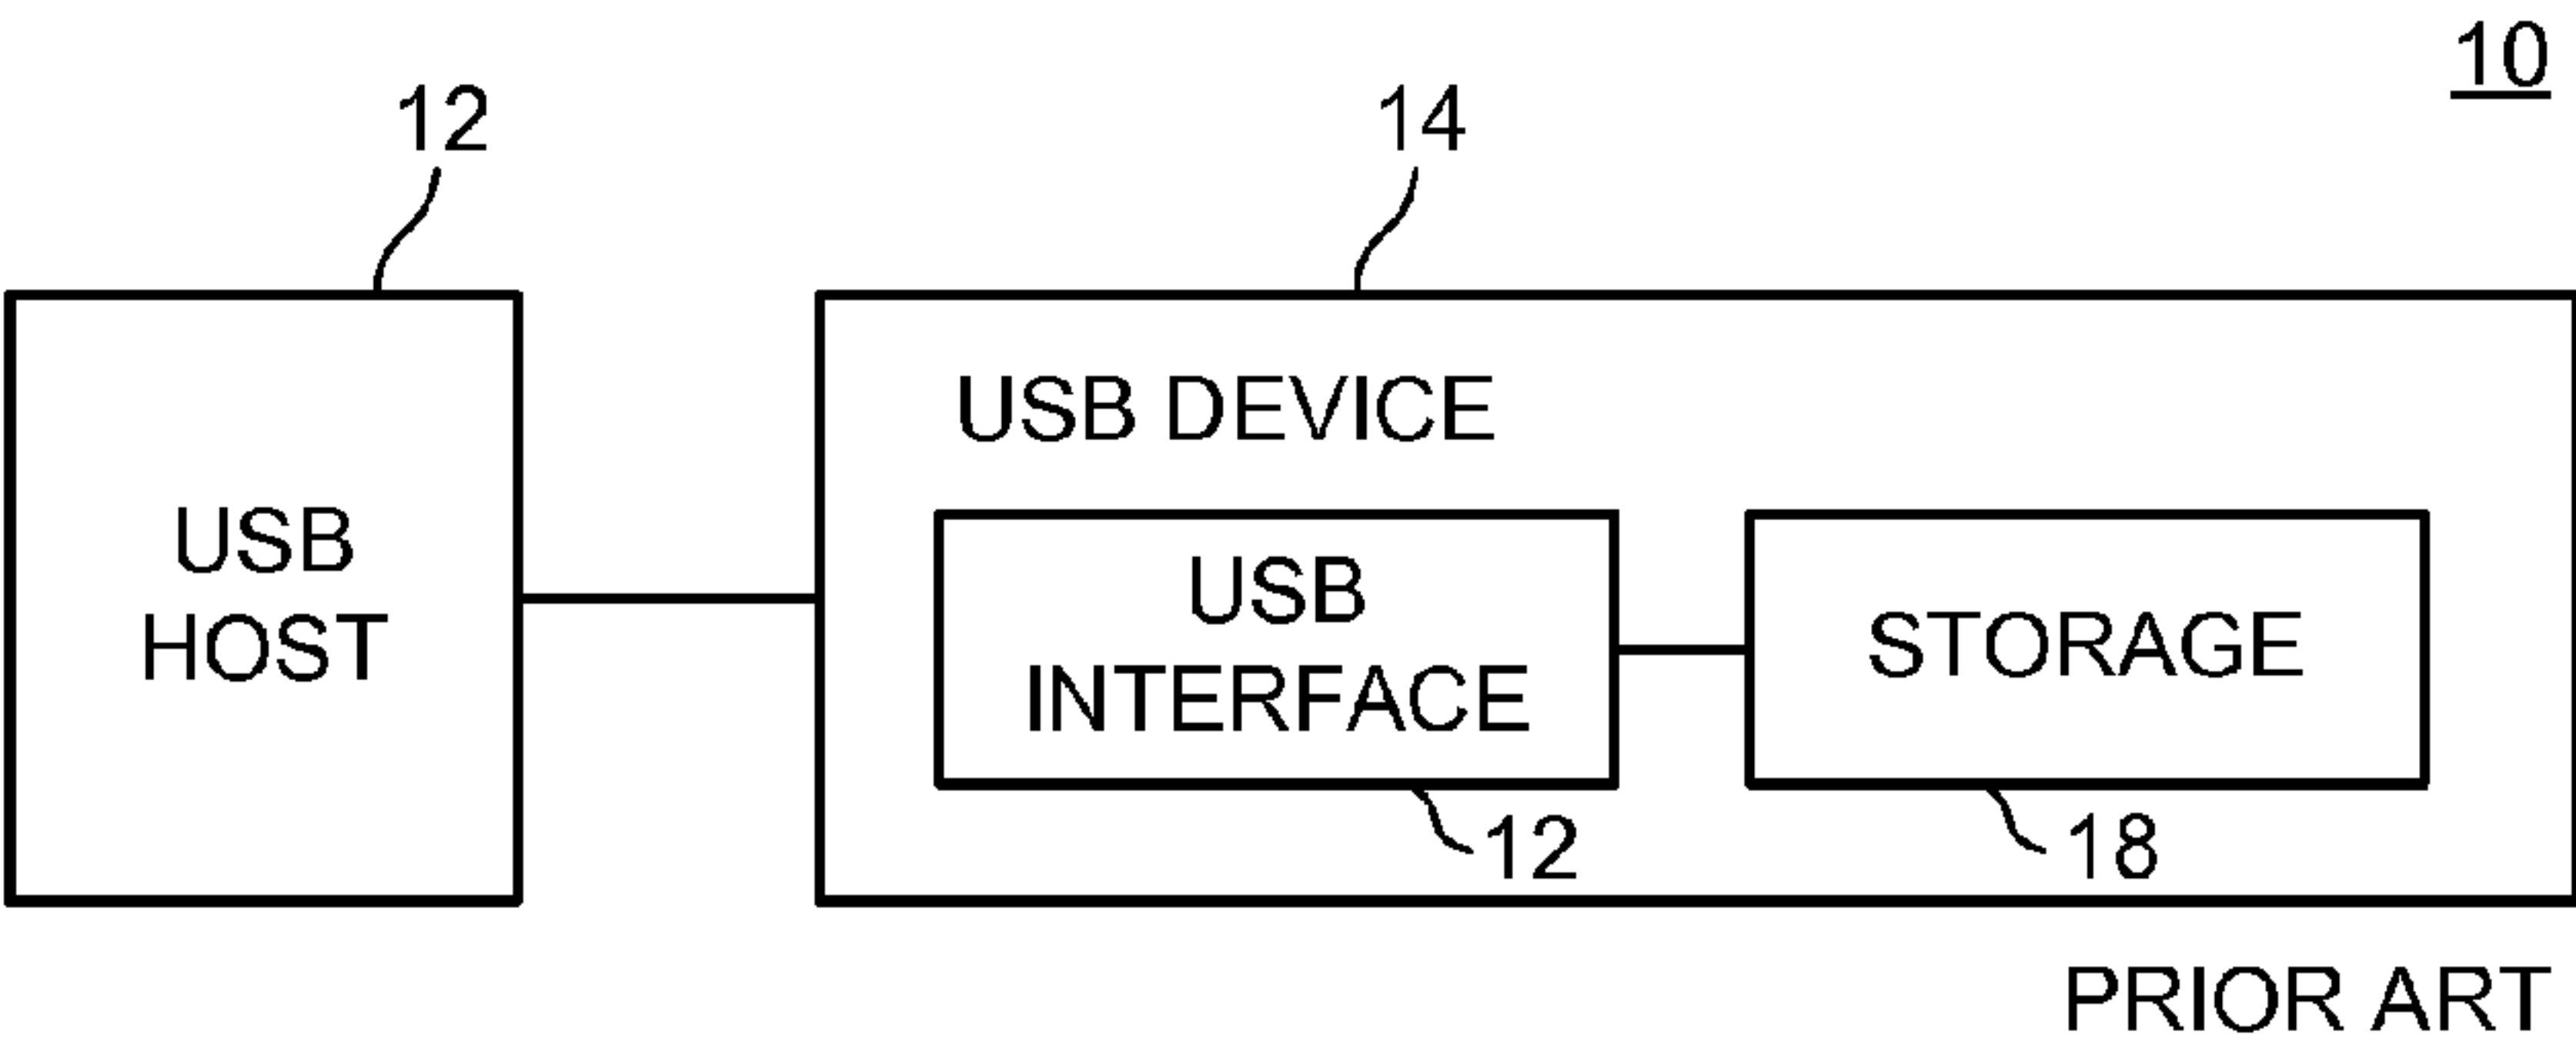 10
12
14
USB DEVICE
USB
HOST
USB
INTERFACE
STORAGE
12
18
PRIOR ART